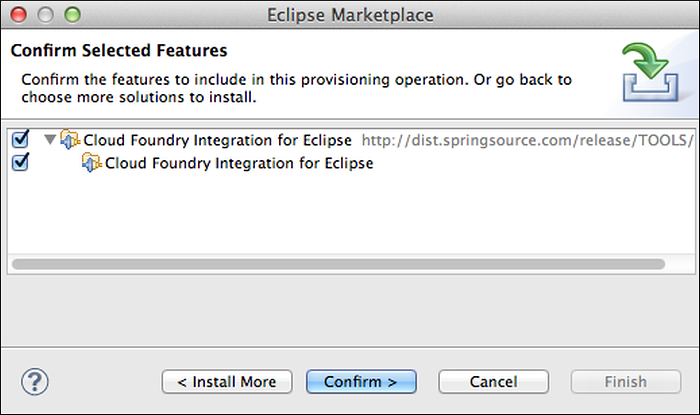 Eclipse Marketplace
Confirm Selected Features
Confirm the features to include in this provisioning operation. Or go back to
choose more solutions to install.
Cloud Foundry Integration for Eclipse http://dist.springsource.com/release/TOOLS/
Cloud Foundry Integration for Eclipse
?
< Install More
Confirm >
Cancel
Finish